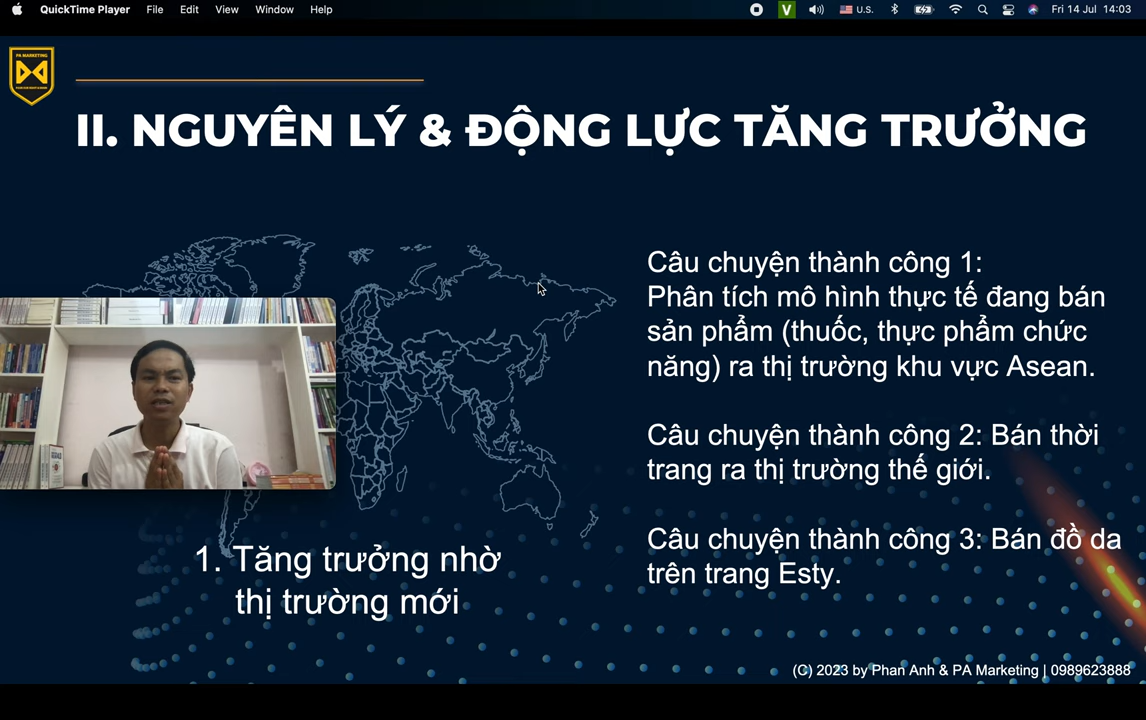 QuickTime Player File Edit View Window Help V U.S. Fri 14 Jul 14:03
PA MARKETING
II. NGUYÊN LÝ & ĐỘNG LỰC TĂNG TRƯỞNG
Câu chuyện thành công 1:
Phân tích mô hình thực tế đang bán
sản phẩm (thuốc, thực phẩm chức
năng) ra thị trường khu vực Asean.
Câu chuyện thành công 2: Bán thời
trang ra thị trường thế giới.
Câu chuyện thành công 3: Bán đồ da
trên trang Esty.
1. Tăng trưởng nhờ
thị trường mới
(C) 2023 by Phan Anh & PA Marketing | 0989623888